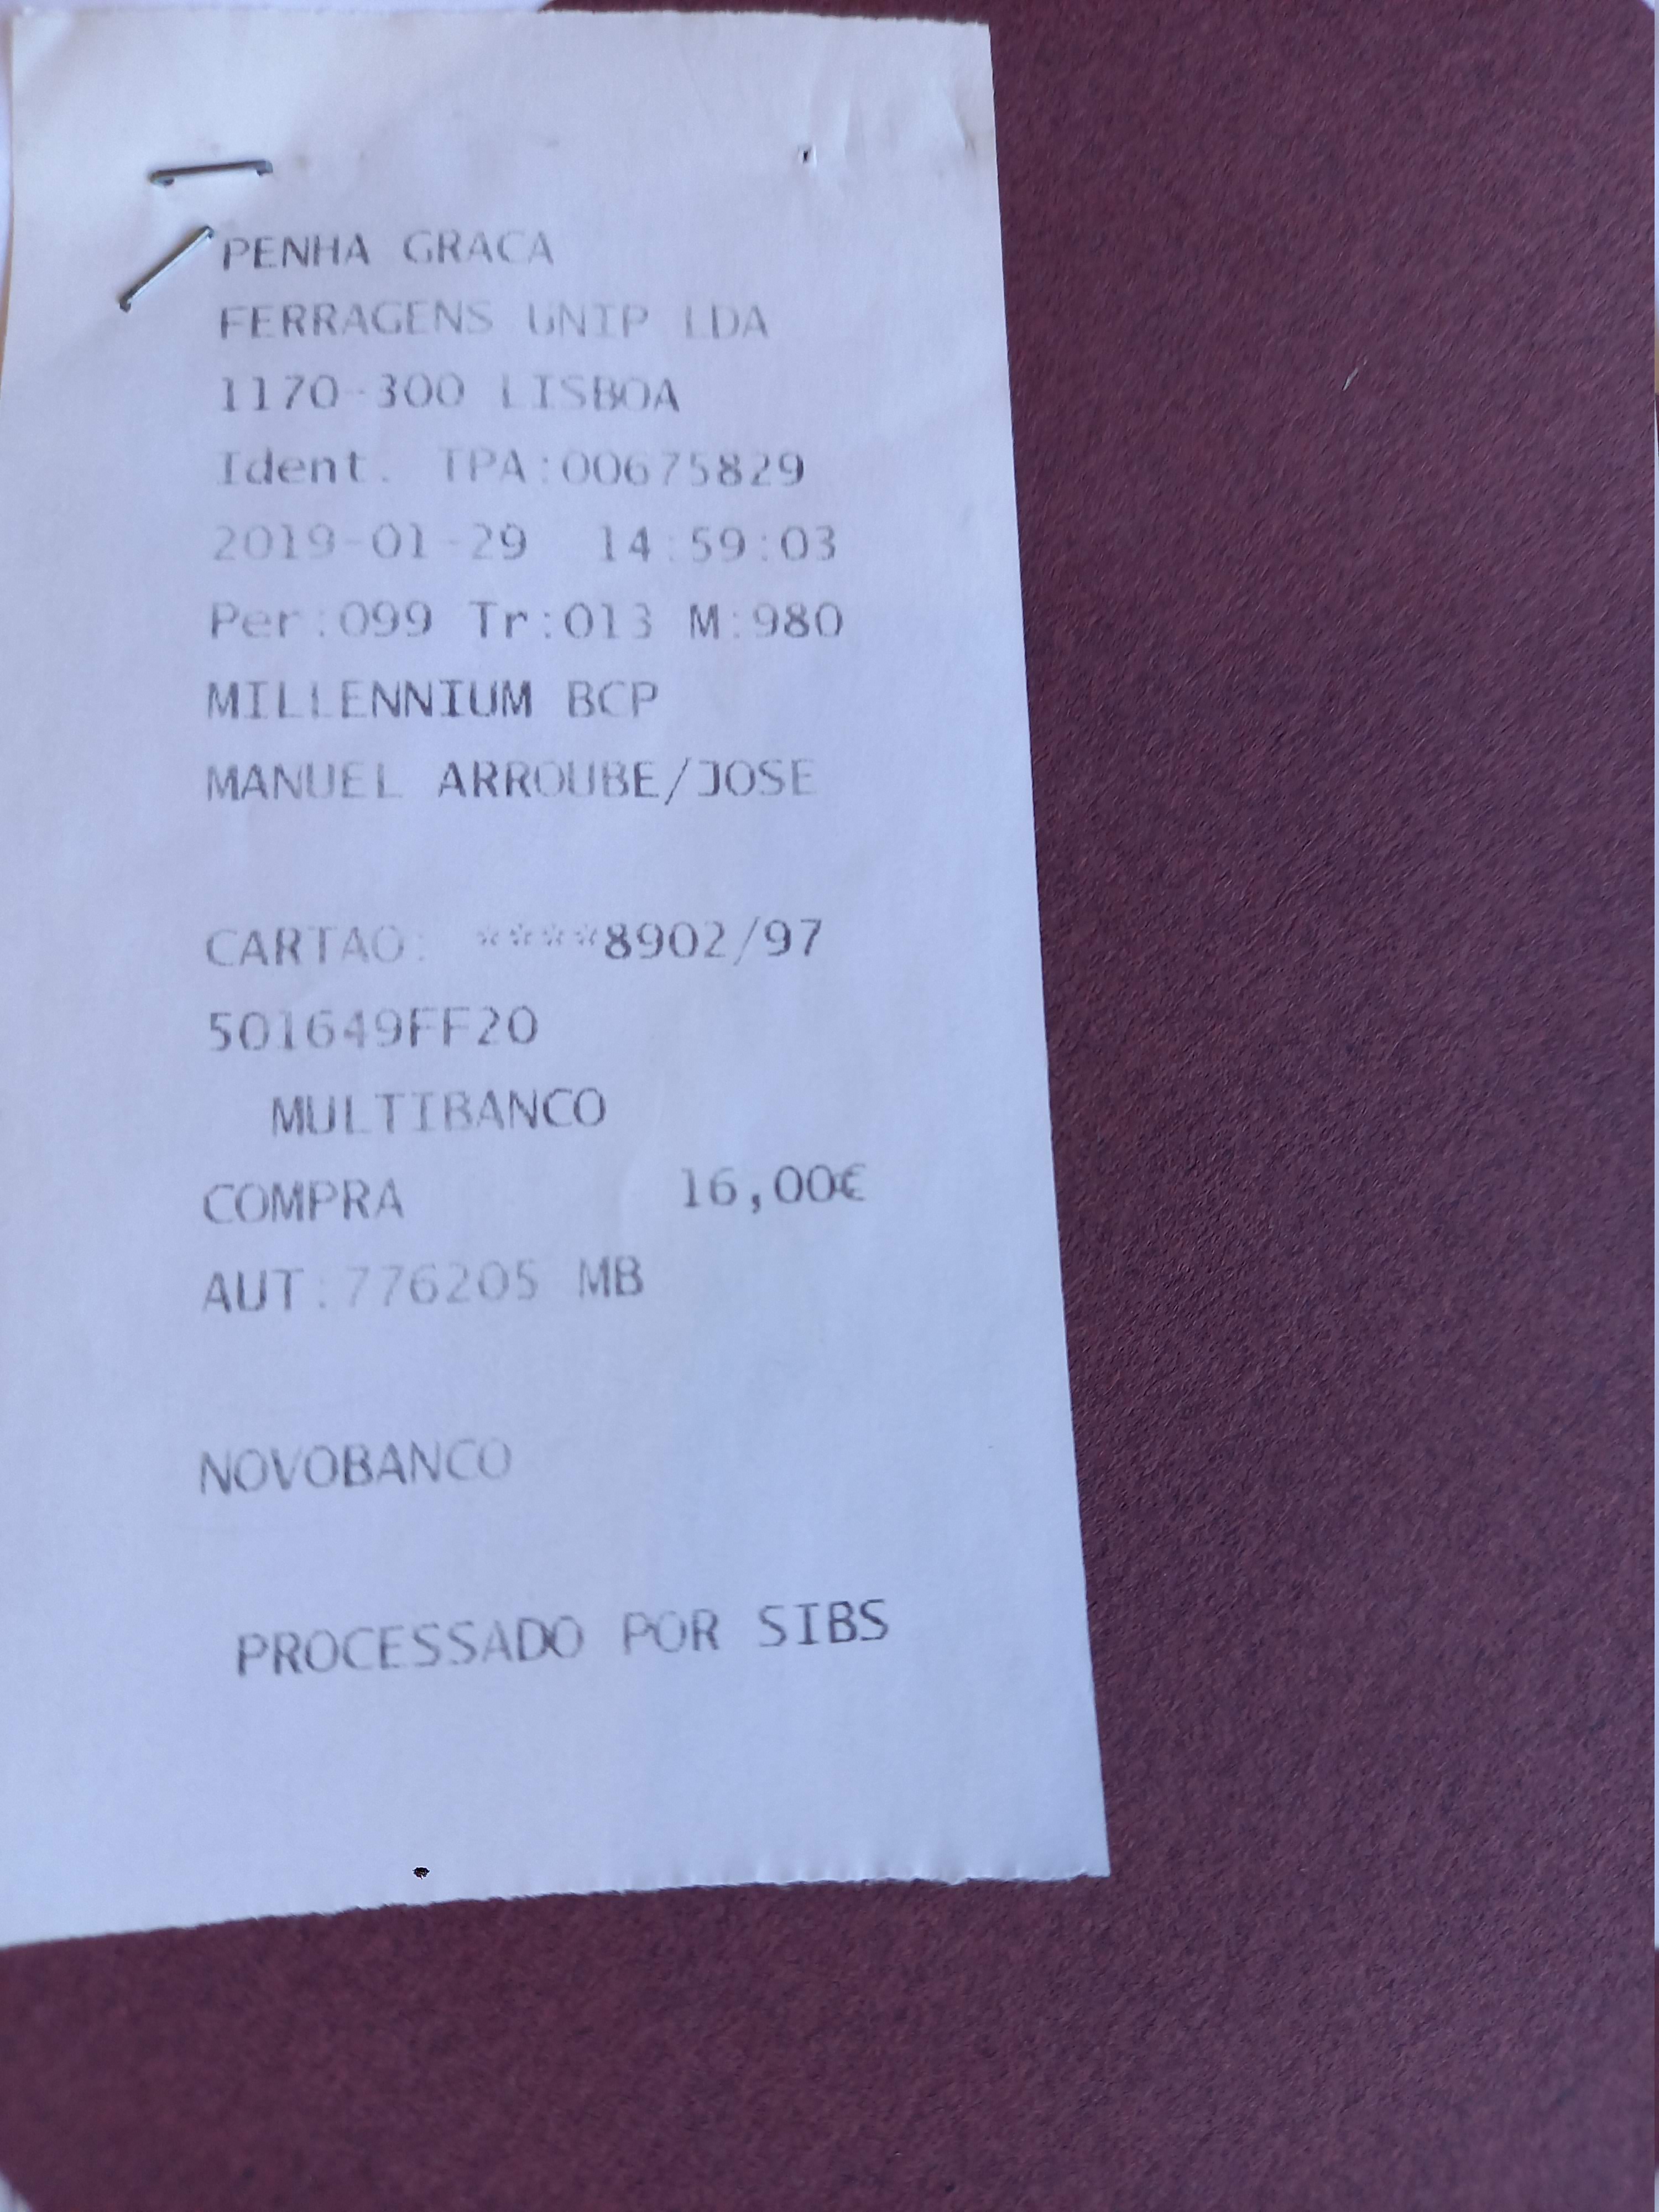 PENHA GRACA
FERRAGENS UNIP LDA
1170-300 LISBOA
Ident. TPA:00675829
2019-01-29 14:59:03
Per:099 Tr:013 M:980
MILLENNIUM BCP
MANUEL ARROUBE/JOSE
CARTAO: ****8902/97
501649FF20
MULTIBANCO
COMPRA 16,00€
AUT:776205 MB
NOVOBANCO
PROCESSADO POR SIBS